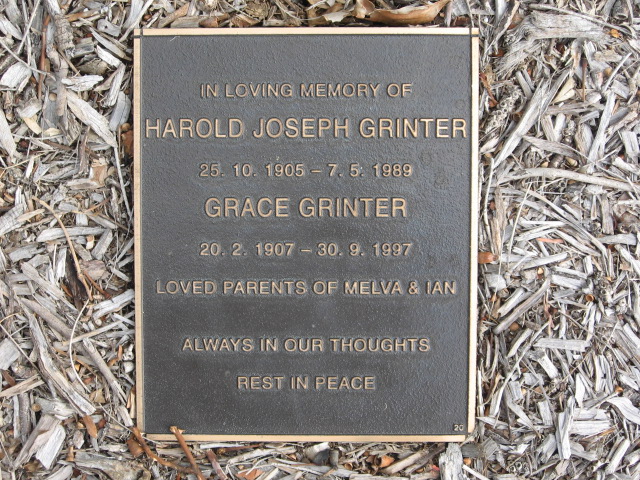 IN LOVING MEMORY OF
HAROLD JOSEPH GRINTER
25. 10. 1905 – 7. 5. 1989
GRACE GRINTER
20. 2. 1907 – 30. 9. 1997
LOVED PARENTS OF MELVA & IAN
ALWAYS IN OUR THOUGHTS
REST IN PEACE
20